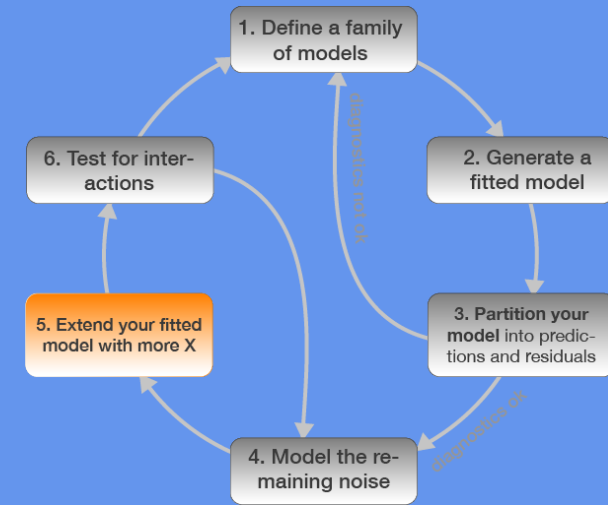 1. Define a family
of models
diagnostics not ok
6. Test for inter-
actions
2. Generate a
fitted model
5. Extend your fitted
model with more X
3. Partition your
model into predic-
tions and residuals
diagnostics ok
4. Model the re-
maining noise